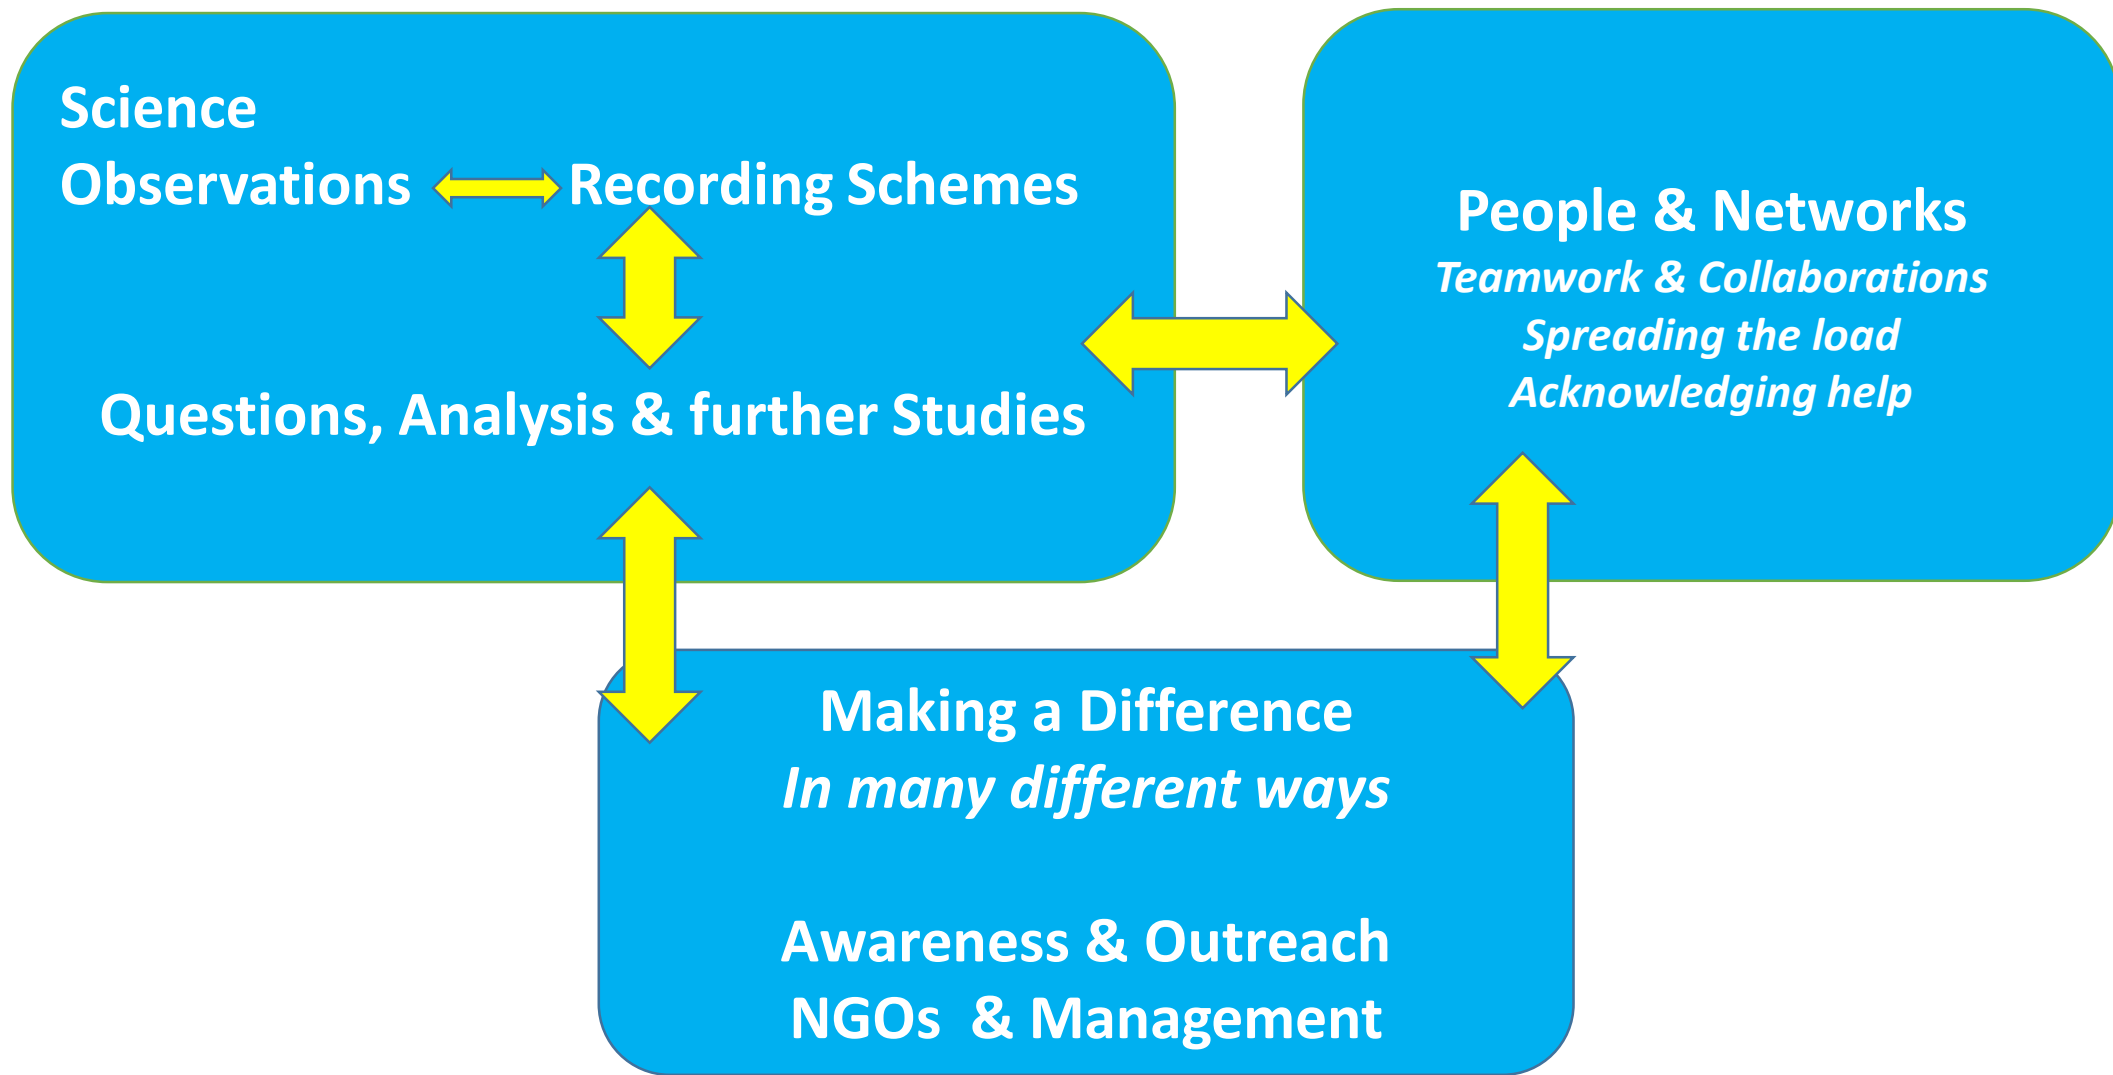 Science
Observations Recording Schemes
Questions, Analysis & further Studies
People & Networks
Teamwork & Collaborations
Spreading the load
Acknowledging help
Making a Difference
In many different ways
Awareness & Outreach
NGOs & Management